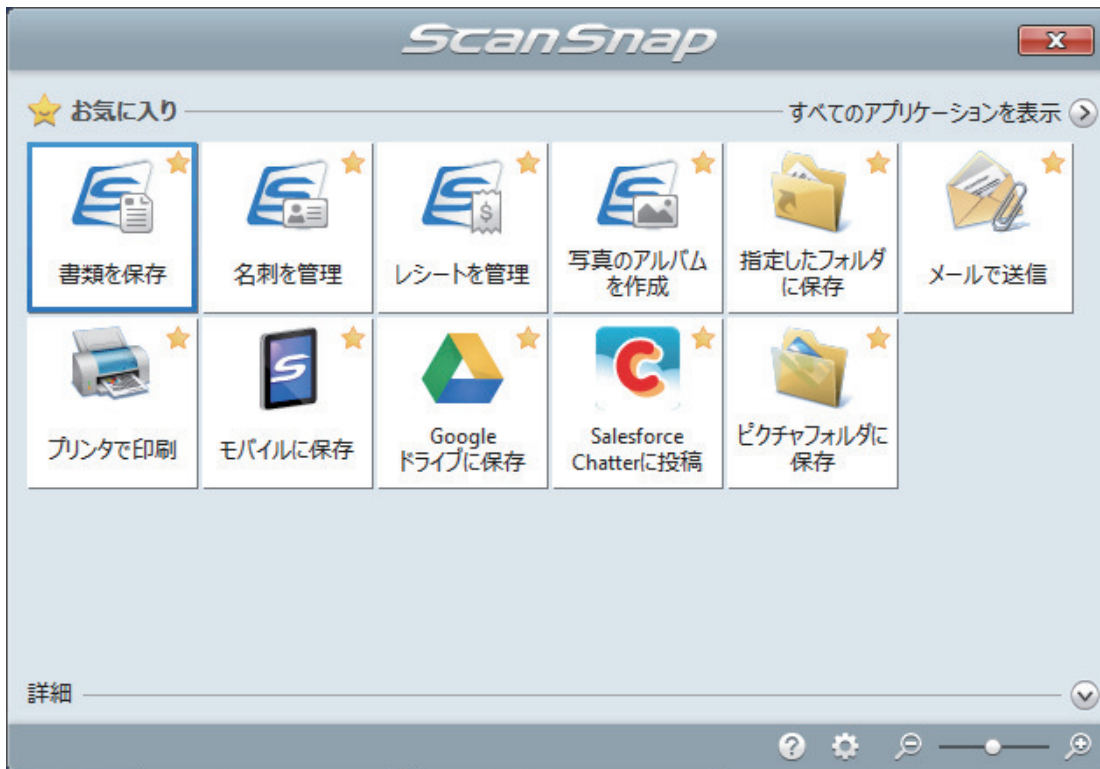 ScanSnap
お気に入り
すべてのアプリケーションを表示
書類を保存
名刺を管理
レシートを管理
写真のアルバム
を作成
指定したフォルダ
に保存
メールで送信
プリンタで印刷
モバイルに保存
Google
ドライブに保存
Salesforce
Chatterに投稿
ピクチャフォルダに
保存
詳細